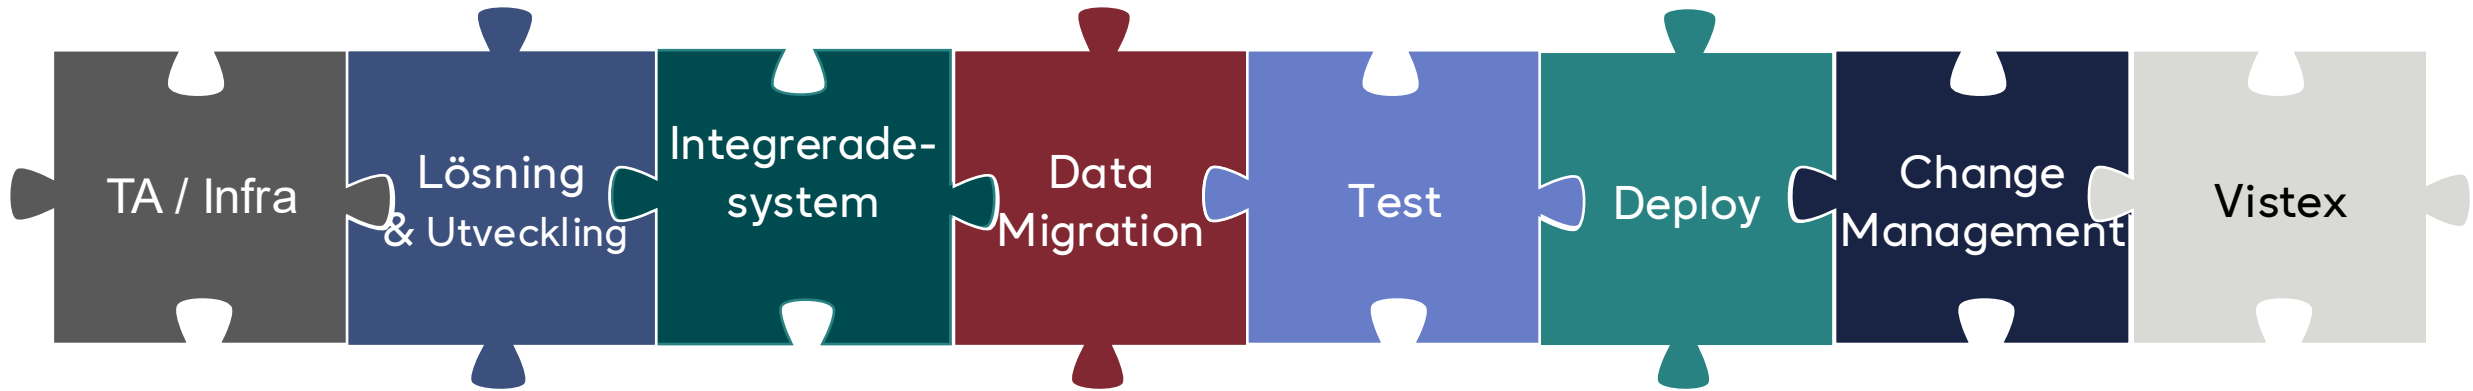 TA / Infra
Lösning
& Utveckling
Integrerade-
system
Data
Migration
Test
Deploy
Change
Management
Vistex